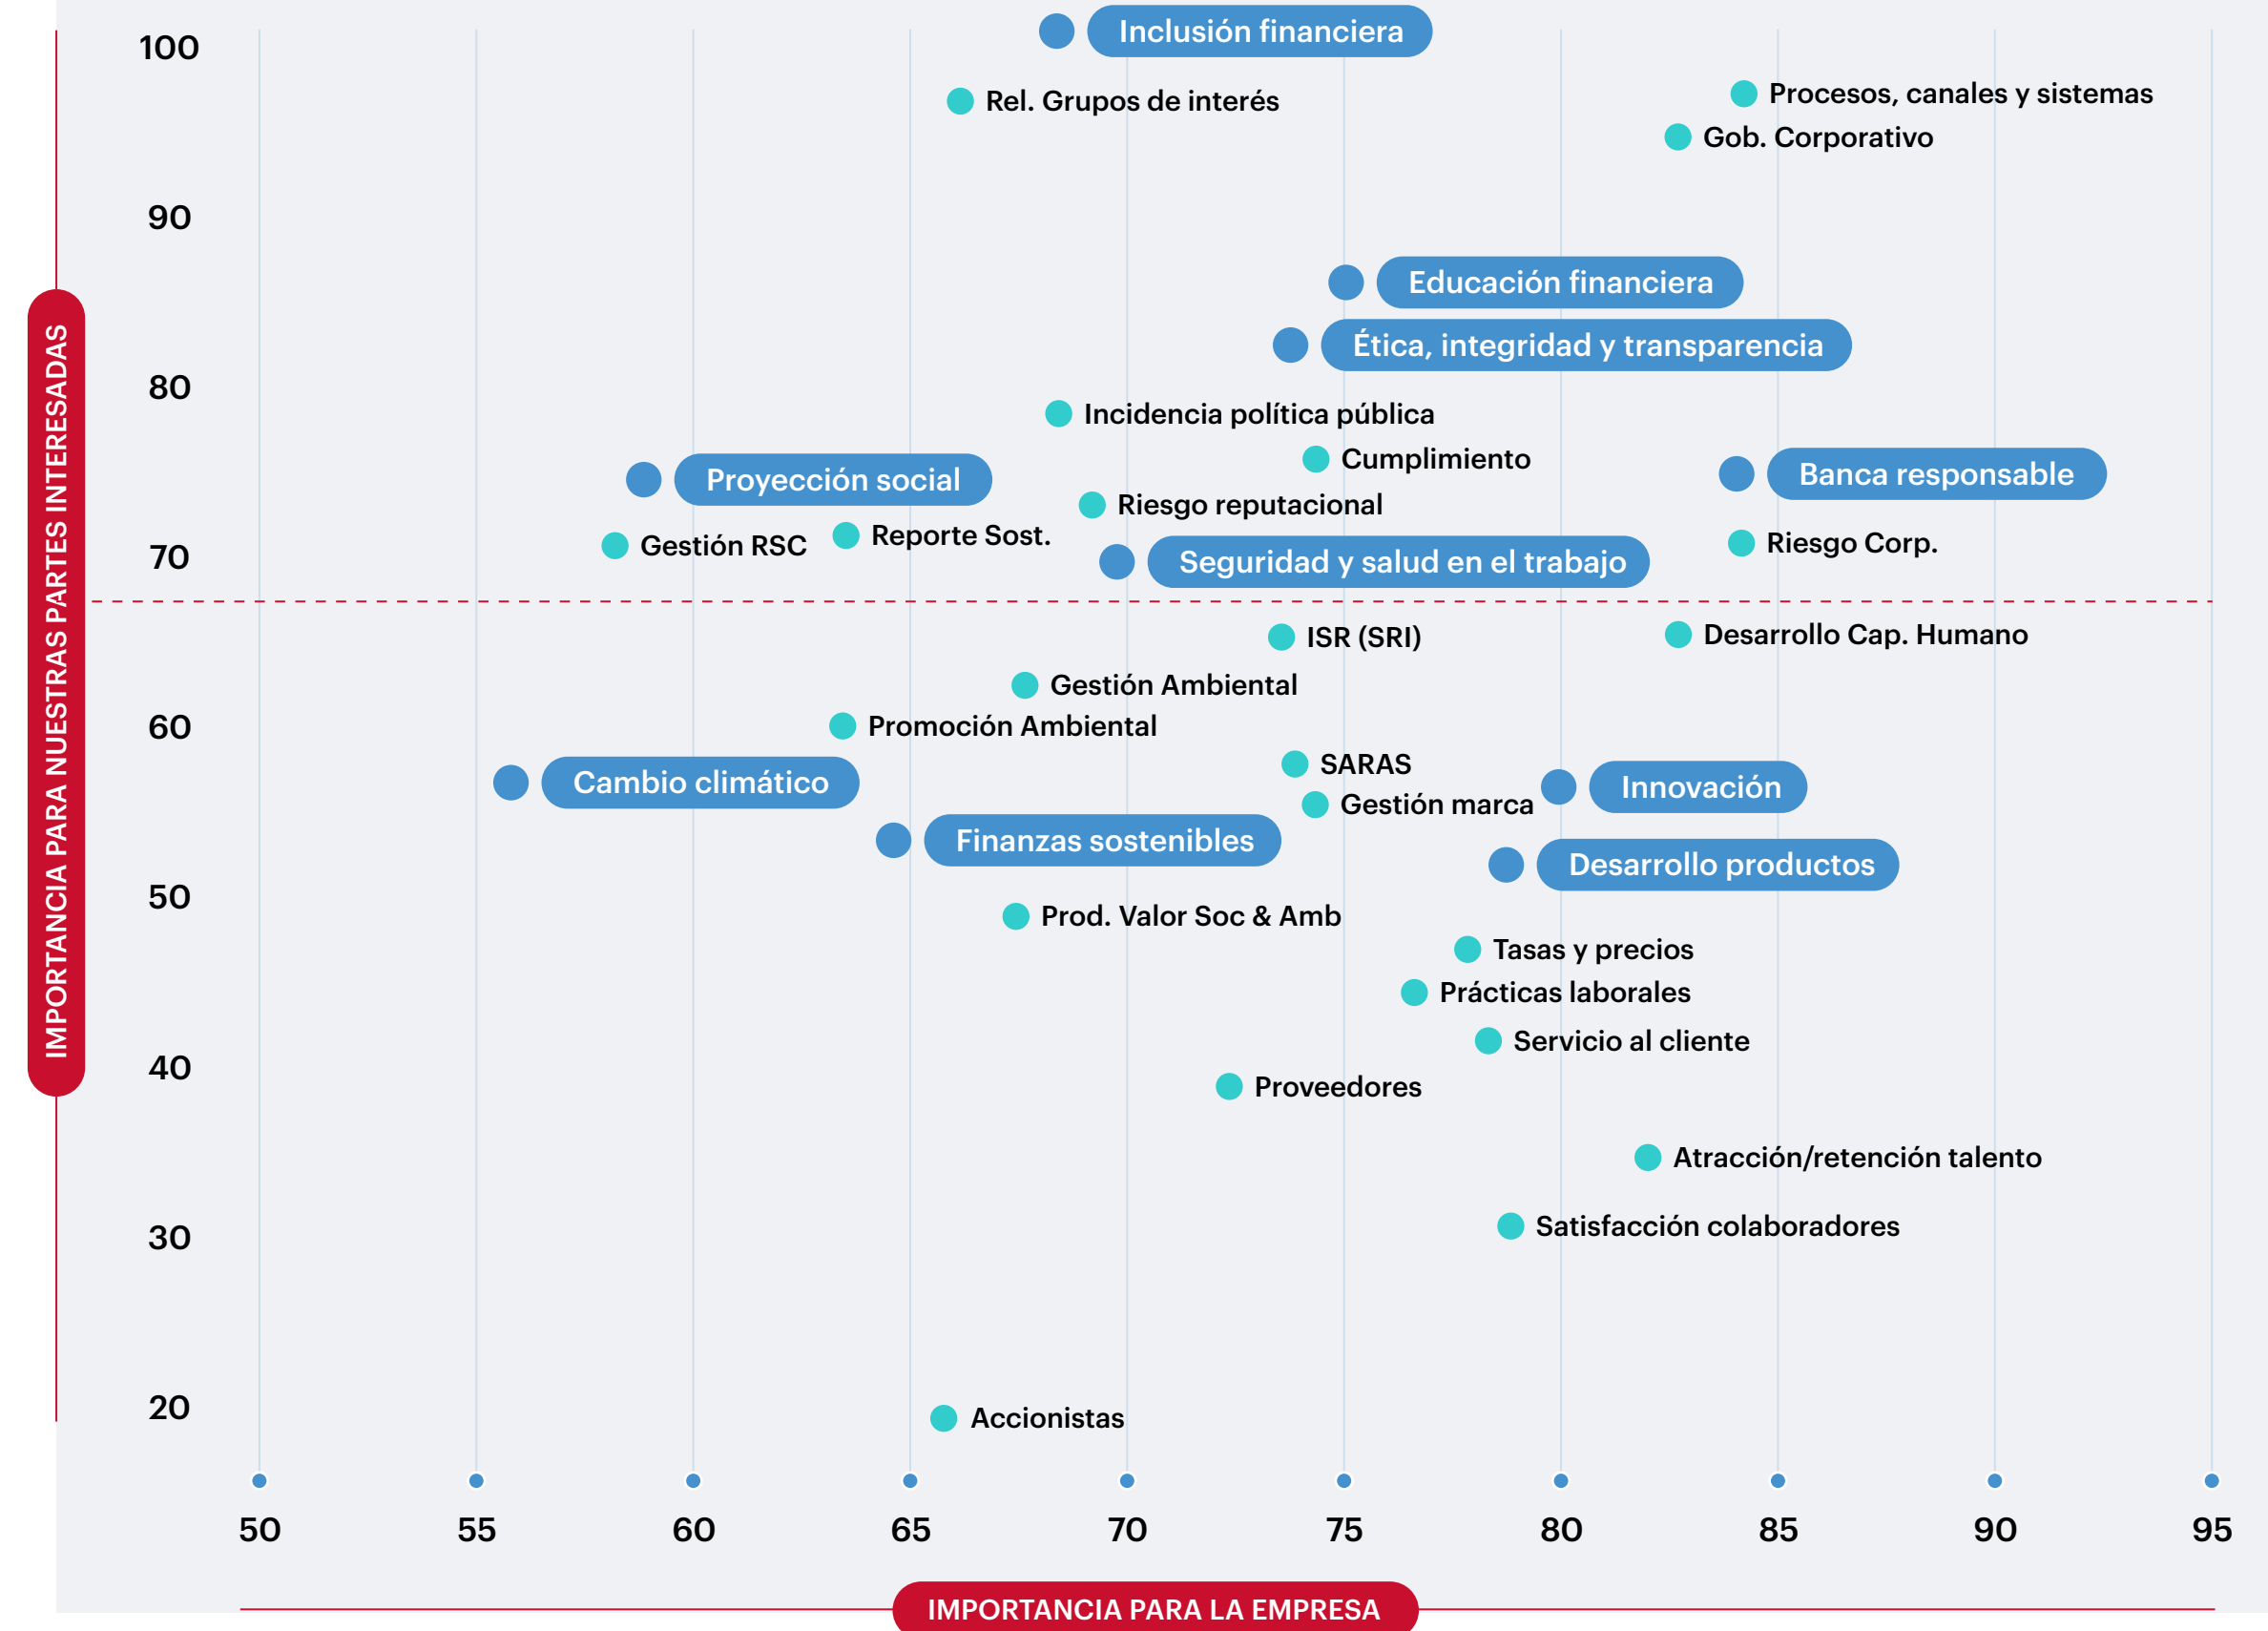 100
Inclusión financiera
Rel. Grupos de interés
Procesos, canales y sistemas
Gob. Corporativo
90
Educación financiera
Ética, integridad y transparencia
80
Incidencia política pública
Cumplimiento
Proyección social
Banca responsable
Riesgo reputacional
Gestión RSC
Reporte Sost.
Riesgo Corp.
70
Seguridad y salud en el trabajo
ISR (SRI)
Desarrollo Cap. Humano
Gestión Ambiental
60
Promoción Ambiental
SARAS
Cambio climático
Innovación
Gestión marca
Finanzas sostenibles
Desarrollo productos
50
Prod. Valor Soc & Amb
Tasas y precios
Prácticas laborales
Servicio al cliente
40
Proveedores
Atracción/retención talento
30
Satisfacción colaboradores
20
Accionistas
50 55 60 65 70 75 80 85 90 95
IMPORTANCIA PARA LA EMPRESA
IMPORTANCIA PARA NUESTRAS PARTES INTERESADAS